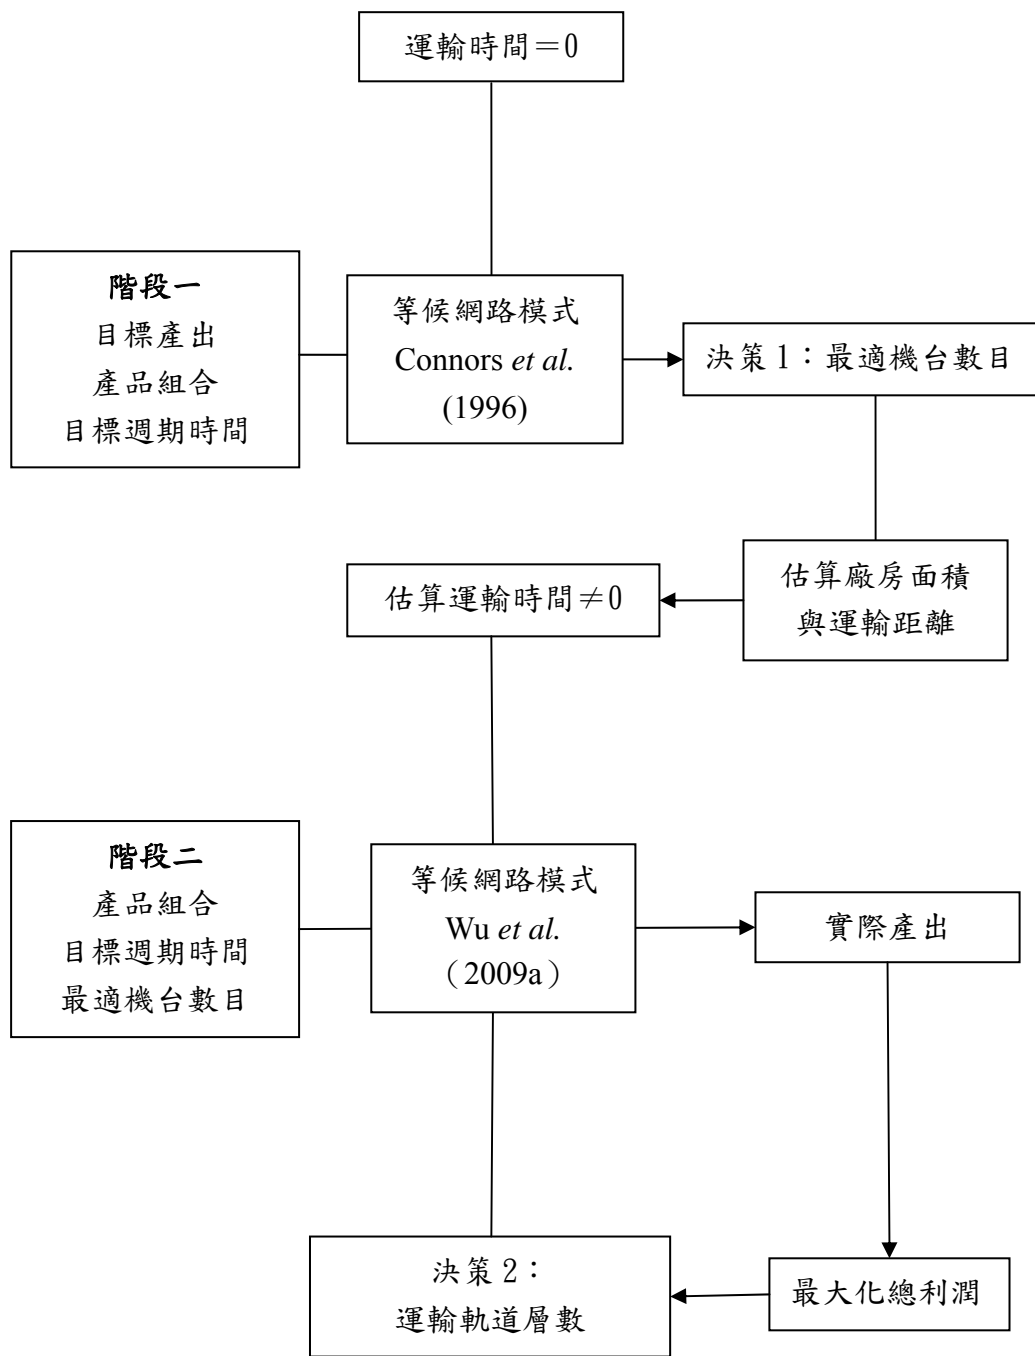 運輸時間＝0
階段一
目標產出
產品組合
目標週期時間
等候網路模式
Connors et al.
(1996)
決策1：最適機台數目
估算廠房面積
與運輸距離
估算運輸時間≠0
階段二
產品組合
目標週期時間
最適機台數目
等候網路模式
Wu et al.
（2009a）
實際產出
最大化總利潤
決策2：
運輸軌道層數